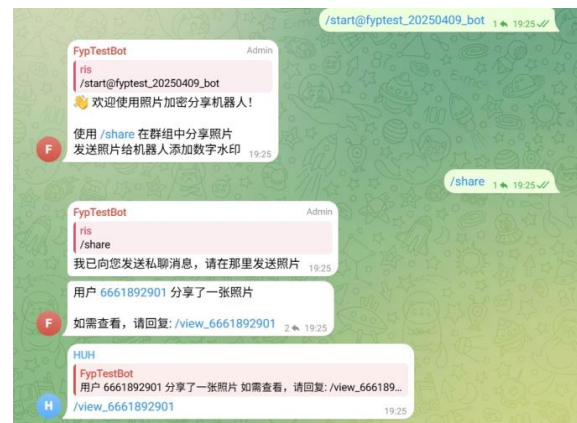 /start@fyptest_20250409_bot 1 19:25
FypTestBot Admin
ris
/start@fyptest_20250409_bot
👋 欢迎使用照片加密分享机器人！
使用 /share 在群组中分享照片
发送照片给机器人添加数字水印 19:25
F
/share 1 19:25
FypTestBot Admin
ris
/share
我已向您发送私聊消息，请在那里发送照片 19:25
用户 6661892901 分享了一张照片
如需查看，请回复: /view_6661892901 2 19:25
F
HUH
FypTestBot
用户 6661892901 分享了一张照片 如需查看，请回复: /view_666189...
/view_6661892901 19:25
H